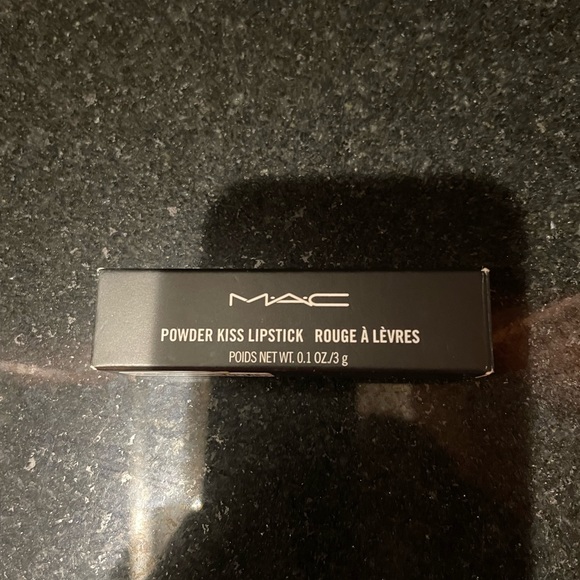 M·A·C
POWDER KISS LIPSTICK ROUGE À LÈVRES
POIDS NET WT. 0.1 OZ./3 g